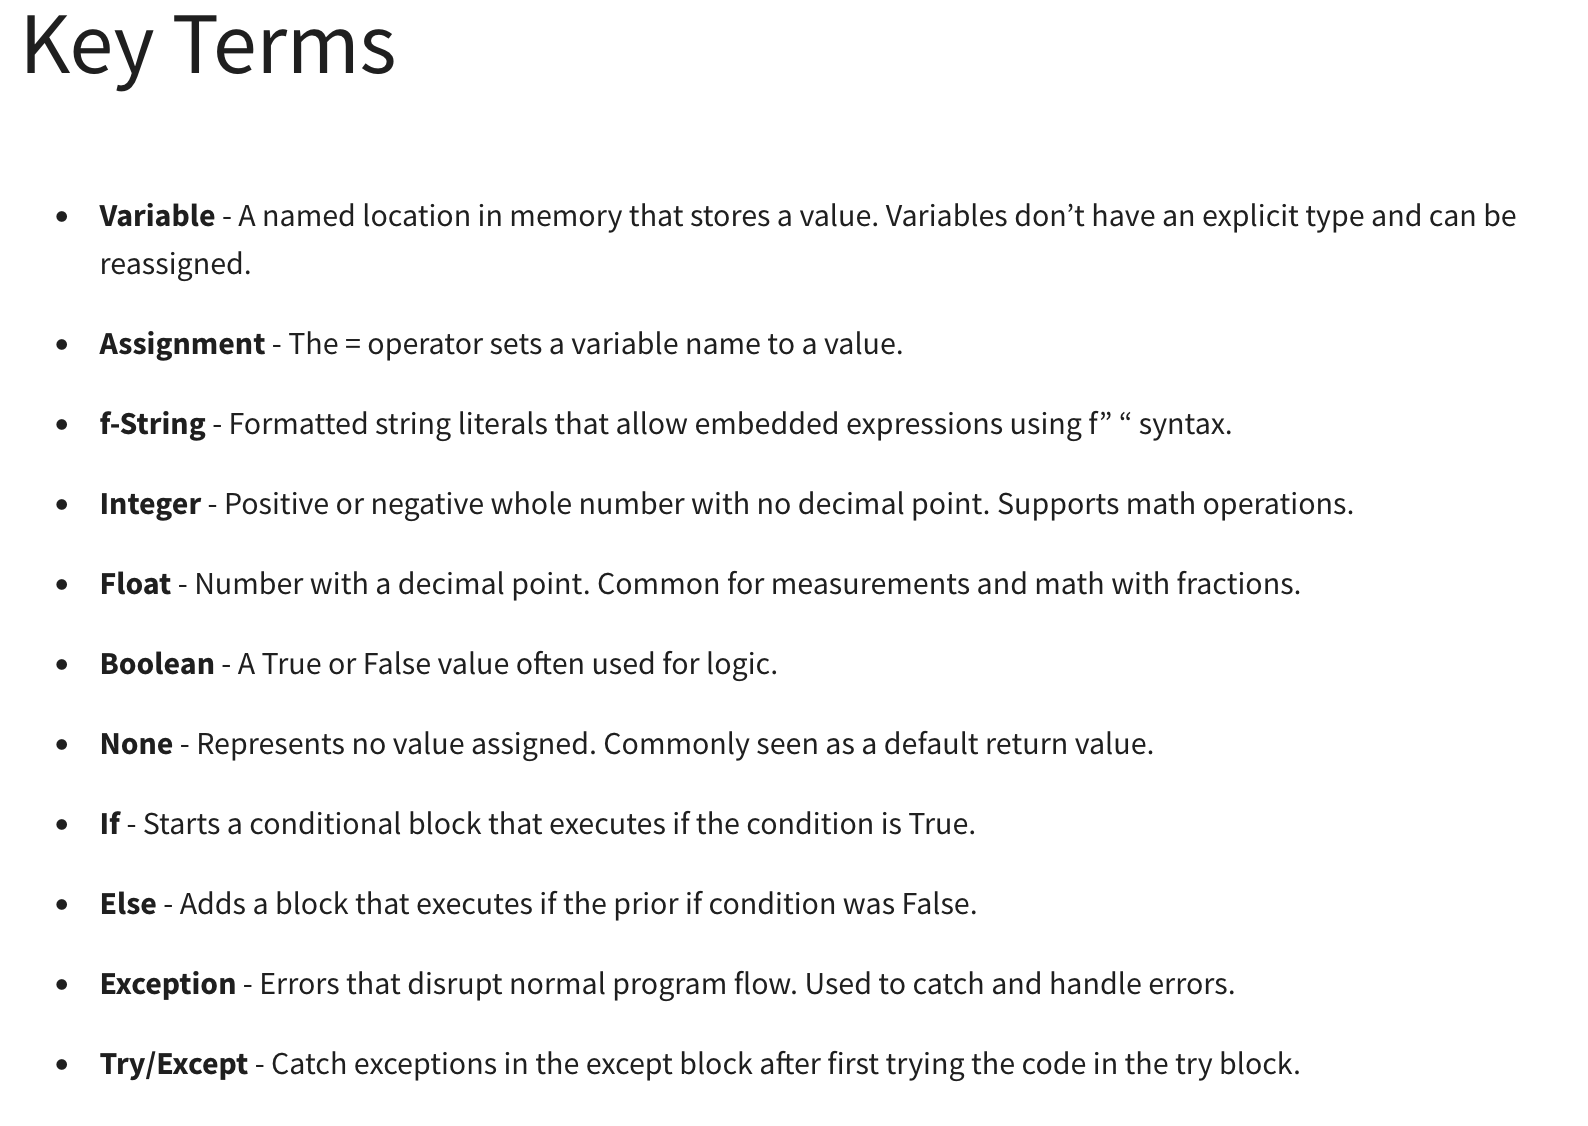 Key Terms
• Variable - A named location in memory that stores a value. Variables don’t have an explicit type and can be
reassigned.
• Assignment - The = operator sets a variable name to a value.
• f-String - Formatted string literals that allow embedded expressions using f” “ syntax.
• Integer - Positive or negative whole number with no decimal point. Supports math operations.
• Float - Number with a decimal point. Common for measurements and math with fractions.
• Boolean - A True or False value often used for logic.
• None - Represents no value assigned. Commonly seen as a default return value.
• If - Starts a conditional block that executes if the condition is True.
• Else - Adds a block that executes if the prior if condition was False.
• Exception - Errors that disrupt normal program flow. Used to catch and handle errors.
• Try/Except - Catch exceptions in the except block after first trying the code in the try block.